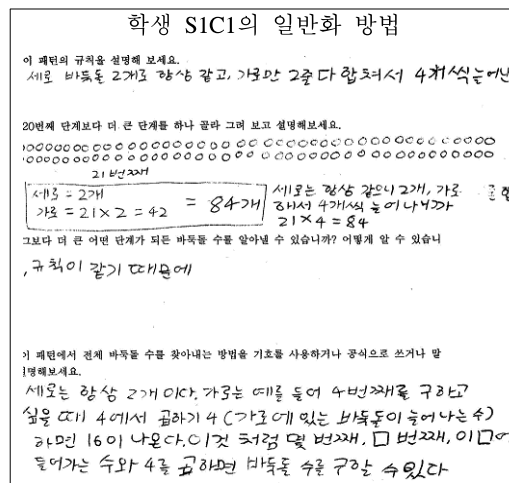 학생 S1C1의 일반화 방법
이 패턴의 규칙을 설명해 보세요.
세로 바둑돌 2개로 항상 같고, 가로만 2줄 다 합쳐서 4개씩 늘어난
20번째 단계보다 더 큰 단계를 하나 골라 그려 보고 설명해보세요.
21번째
세로 = 2개
가로 = 21×2 = 42
= 84개
세로는 항상 같으니 2개, 가로
해서 4개씩 늘어나니까
21×4 = 84
그보다 더 큰 어떤 단계가 되든 바둑돌 수를 알아낼 수 있습니까? 어떻게 알 수 있습니
, 규칙이 같기 때문에
이 패턴에서 전체 바둑돌 수를 찾아내는 방법을 기호를 사용하거나 공식으로 쓰거나 말
명해보세요.
세로는 항상 2개이다. 가로는 예를 들어 4번째를 구하고
싶을 때 4에서 곱하기 4 (가로에 있는 바둑돌이 늘어나는 수)
하면 16이 나온다. 이것 처럼 몇 번째, □ 번째, 이 □에
들어가는 수와 4를 곱하면 바둑돌 수를 구할 수 있다